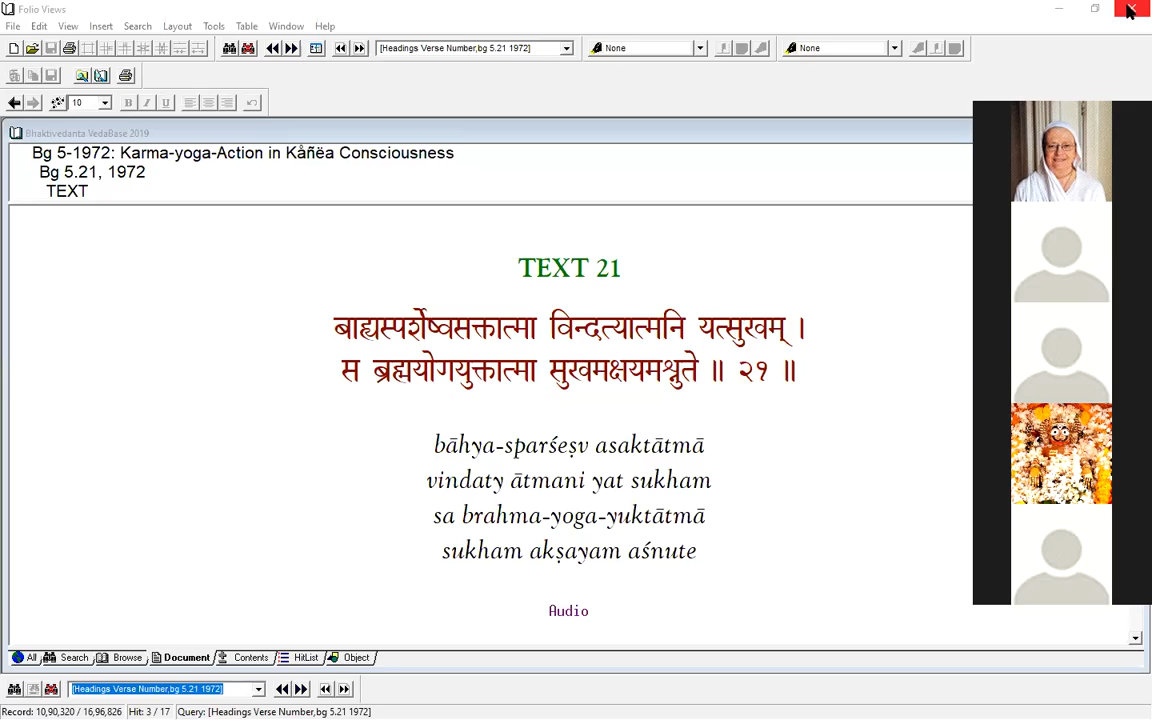 Folio Views
File Edit View Insert Search Layout Tools Table Window Help
[Headings Verse Number,bg 5.21 1972] None None
10 B I U
Bhaktivedanta VedaBase 2019
Bg 5-1972: Karma-yoga-Action in Kåñëa Consciousness
Bg 5.21, 1972
TEXT
TEXT 21
बाह्यस्पर्शेष्वसक्तात्मा विन्दत्यात्मनि यत्सुखम् ।
स ब्रह्मयोगयुक्तात्मा सुखमक्षयमश्नुते ॥ २१ ॥
bāhya-sparśeṣv asaktātmā
vindaty ātmani yat sukham
sa brahma-yoga-yuktātmā
sukham akṣayam aśnute
Audio
All Search Browse Document Contents HitList Object
[Headings Verse Number,bg 5.21 1972]
Record: 10,90,320 / 16,96,826 Hit: 3 / 17 Query: [Headings Verse Number,bg 5.21 1972]